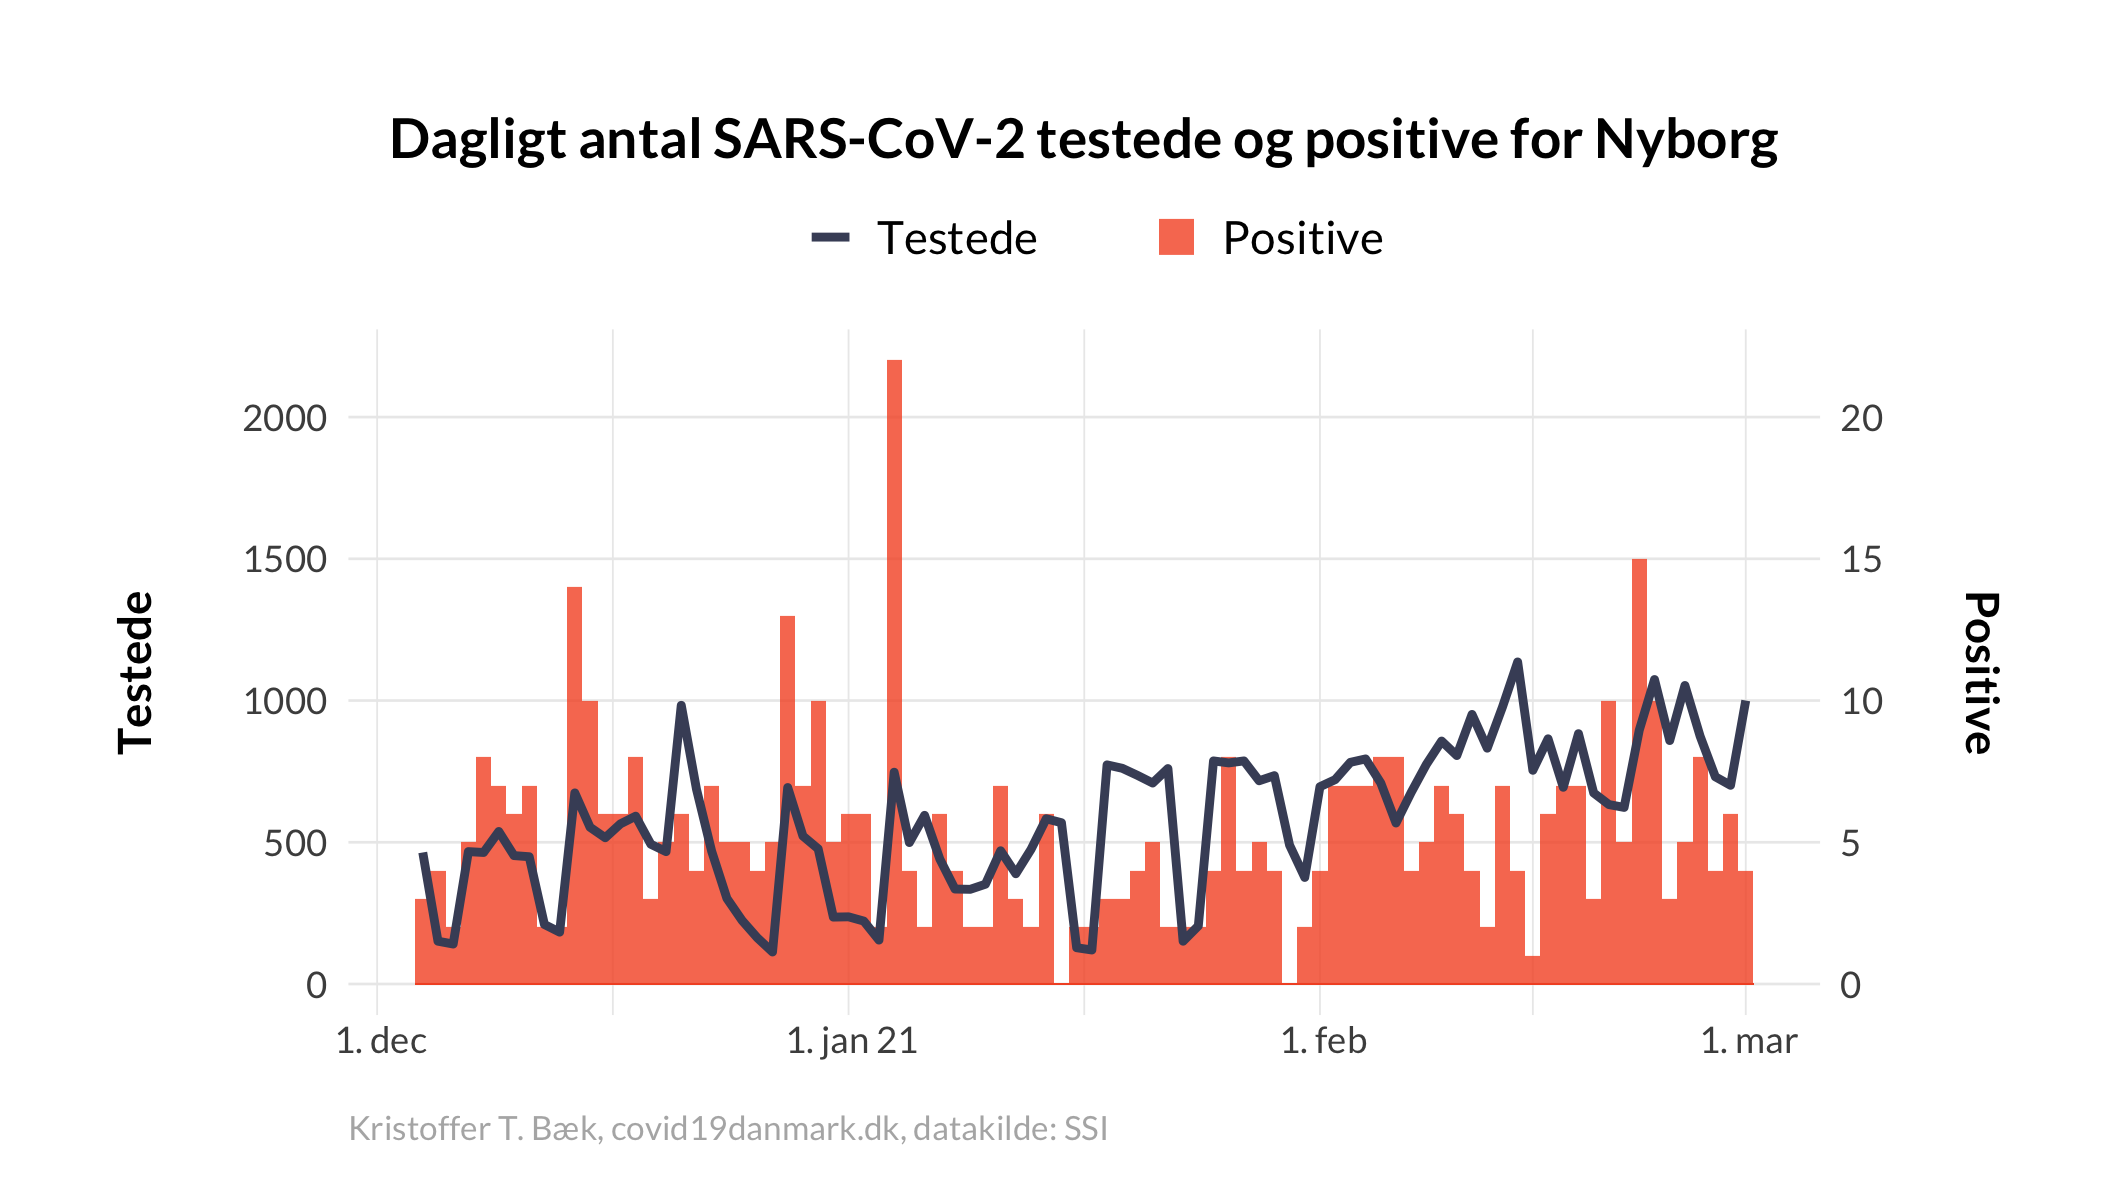 Dagligt antal SARS-CoV-2 testede og positive for Nyborg
Testede
Positive
2000
1500
1000
500
0
Testede
20
15
10
5
0
Positive
1. dec
1. jan 21
1. feb
1. mar
Kristoffer T. Bæk, covid19danmark.dk, datakilde: SSI